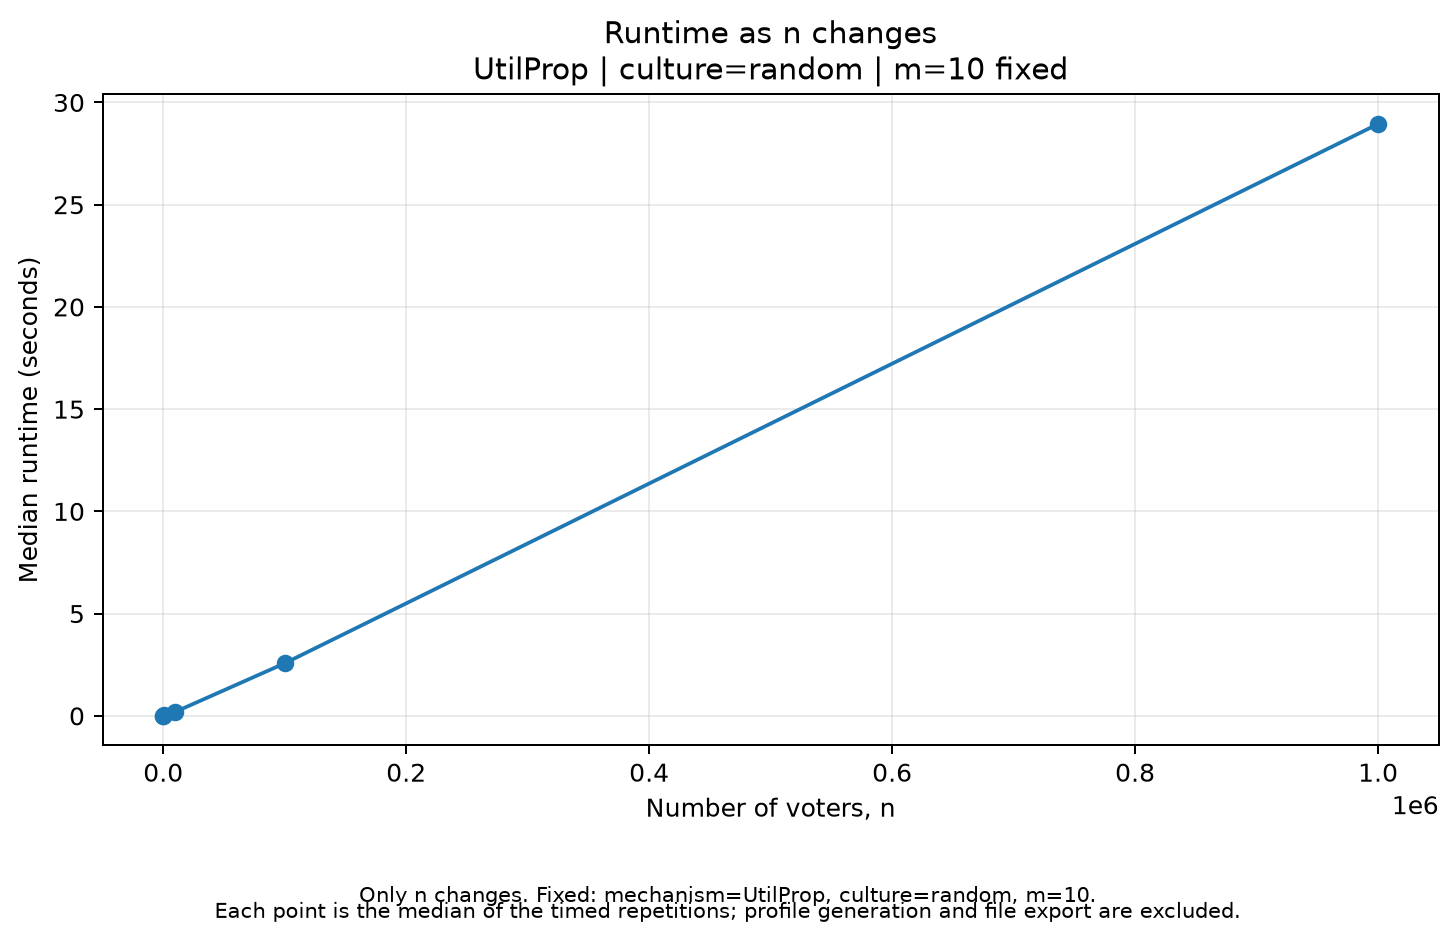 Runtime as n changes
UtilProp | culture=random | m=10 fixed
30
25
20
15
10
5
0
Median runtime (seconds)
0.0 0.2 0.4 0.6 0.8 1.0
1e6
Number of voters, n
Only n changes. Fixed: mechanism=UtilProp, culture=random, m=10.
Each point is the median of the timed repetitions; profile generation and file export are excluded.